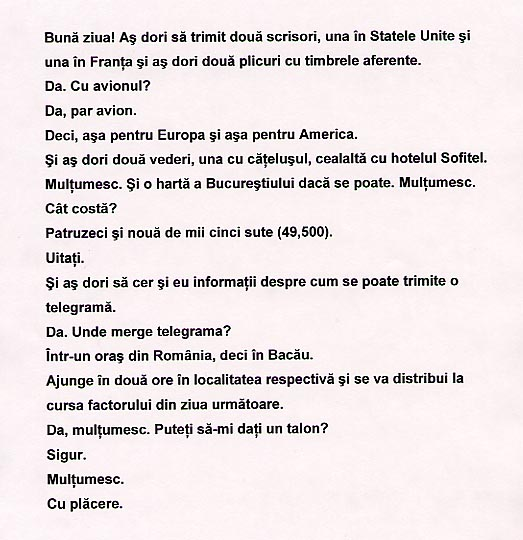 Bună ziua! Aş dori să trimit două scrisori, una în Statele Unite şi
una în Franţa şi aş dori două plicuri cu timbrele aferente.
Da. Cu avionul?
Da, par avion.
Deci, aşa pentru Europa şi aşa pentru America.
Şi aş dori două vederi, una cu căţeluşul, cealaltă cu hotelul Sofitel.
Mulţumesc. Şi o hartă a Bucureştiului dacă se poate. Mulţumesc.
Cât costă?
Patruzeci şi nouă de mii cinci sute (49,500).
Uitaţi.
Şi aş dori să cer şi eu informaţii despre cum se poate trimite o
telegramă.
Da. Unde merge telegrama?
Într-un oraş din România, deci în Bacău.
Ajunge în două ore în localitatea respectivă şi se va distribui la
cursa factorului din ziua următoare.
Da, mulţumesc. Puteţi să-mi daţi un talon?
Sigur.
Mulţumesc.
Cu plăcere.